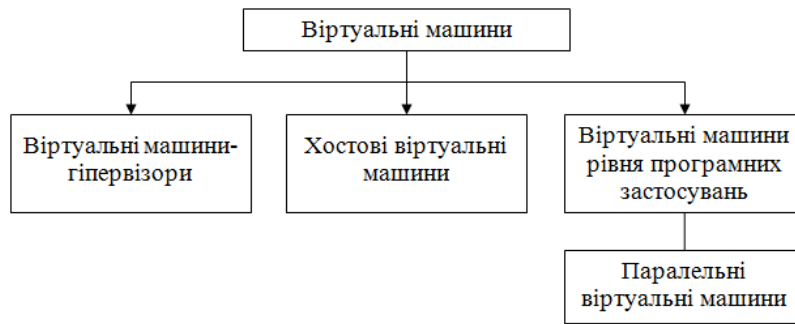 Віртуальні машини
Віртуальні машини-
гіпервізори
Хостові віртуальні
машини
Віртуальні машини
рівня програмних
застосувань
Паралельні
віртуальні машини